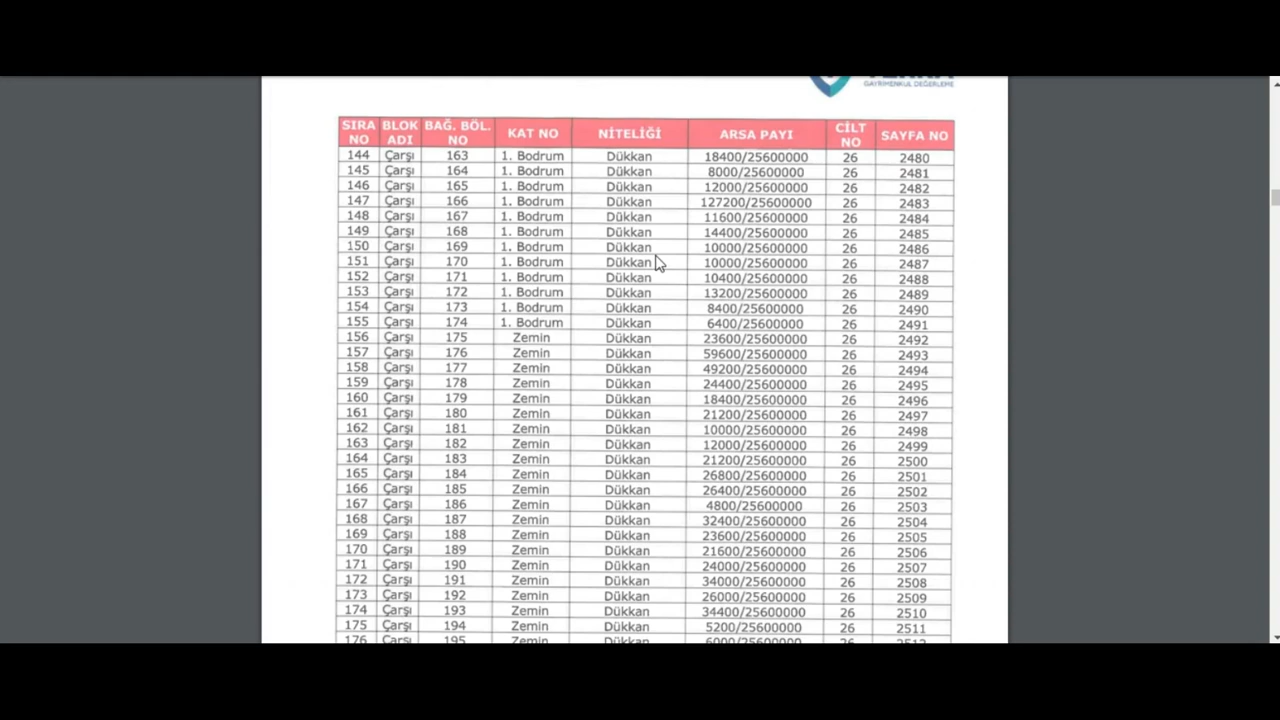 GAYRİMENKUL DEĞERLEME
SIRA NO BLOK ADI BAĞ. BÖL. NO KAT NO NİTELİĞİ ARSA PAYI CİLT NO SAYFA NO
144 Çarşı 163 1. Bodrum Dükkan 18400/25600000 26 2480
145 Çarşı 164 1. Bodrum Dükkan 8000/25600000 26 2481
146 Çarşı 165 1. Bodrum Dükkan 12000/25600000 26 2482
147 Çarşı 166 1. Bodrum Dükkan 127200/25600000 26 2483
148 Çarşı 167 1. Bodrum Dükkan 11600/25600000 26 2484
149 Çarşı 168 1. Bodrum Dükkan 14400/25600000 26 2485
150 Çarşı 169 1. Bodrum Dükkan 10000/25600000 26 2486
151 Çarşı 170 1. Bodrum Dükkan 10000/25600000 26 2487
152 Çarşı 171 1. Bodrum Dükkan 10400/25600000 26 2488
153 Çarşı 172 1. Bodrum Dükkan 13200/25600000 26 2489
154 Çarşı 173 1. Bodrum Dükkan 8400/25600000 26 2490
155 Çarşı 174 1. Bodrum Dükkan 6400/25600000 26 2491
156 Çarşı 175 Zemin Dükkan 23600/25600000 26 2492
157 Çarşı 176 Zemin Dükkan 59600/25600000 26 2493
158 Çarşı 177 Zemin Dükkan 49200/25600000 26 2494
159 Çarşı 178 Zemin Dükkan 24400/25600000 26 2495
160 Çarşı 179 Zemin Dükkan 18400/25600000 26 2496
161 Çarşı 180 Zemin Dükkan 21200/25600000 26 2497
162 Çarşı 181 Zemin Dükkan 10000/25600000 26 2498
163 Çarşı 182 Zemin Dükkan 12000/25600000 26 2499
164 Çarşı 183 Zemin Dükkan 21200/25600000 26 2500
165 Çarşı 184 Zemin Dükkan 26800/25600000 26 2501
166 Çarşı 185 Zemin Dükkan 26400/25600000 26 2502
167 Çarşı 186 Zemin Dükkan 4800/25600000 26 2503
168 Çarşı 187 Zemin Dükkan 32400/25600000 26 2504
169 Çarşı 188 Zemin Dükkan 23600/25600000 26 2505
170 Çarşı 189 Zemin Dükkan 21600/25600000 26 2506
171 Çarşı 190 Zemin Dükkan 24000/25600000 26 2507
172 Çarşı 191 Zemin Dükkan 34000/25600000 26 2508
173 Çarşı 192 Zemin Dükkan 26000/25600000 26 2509
174 Çarşı 193 Zemin Dükkan 34400/25600000 26 2510
175 Çarşı 194 Zemin Dükkan 5200/25600000 26 2511
176 Çarşı 195 Zemin Dükkan 6000/25600000 26 2512